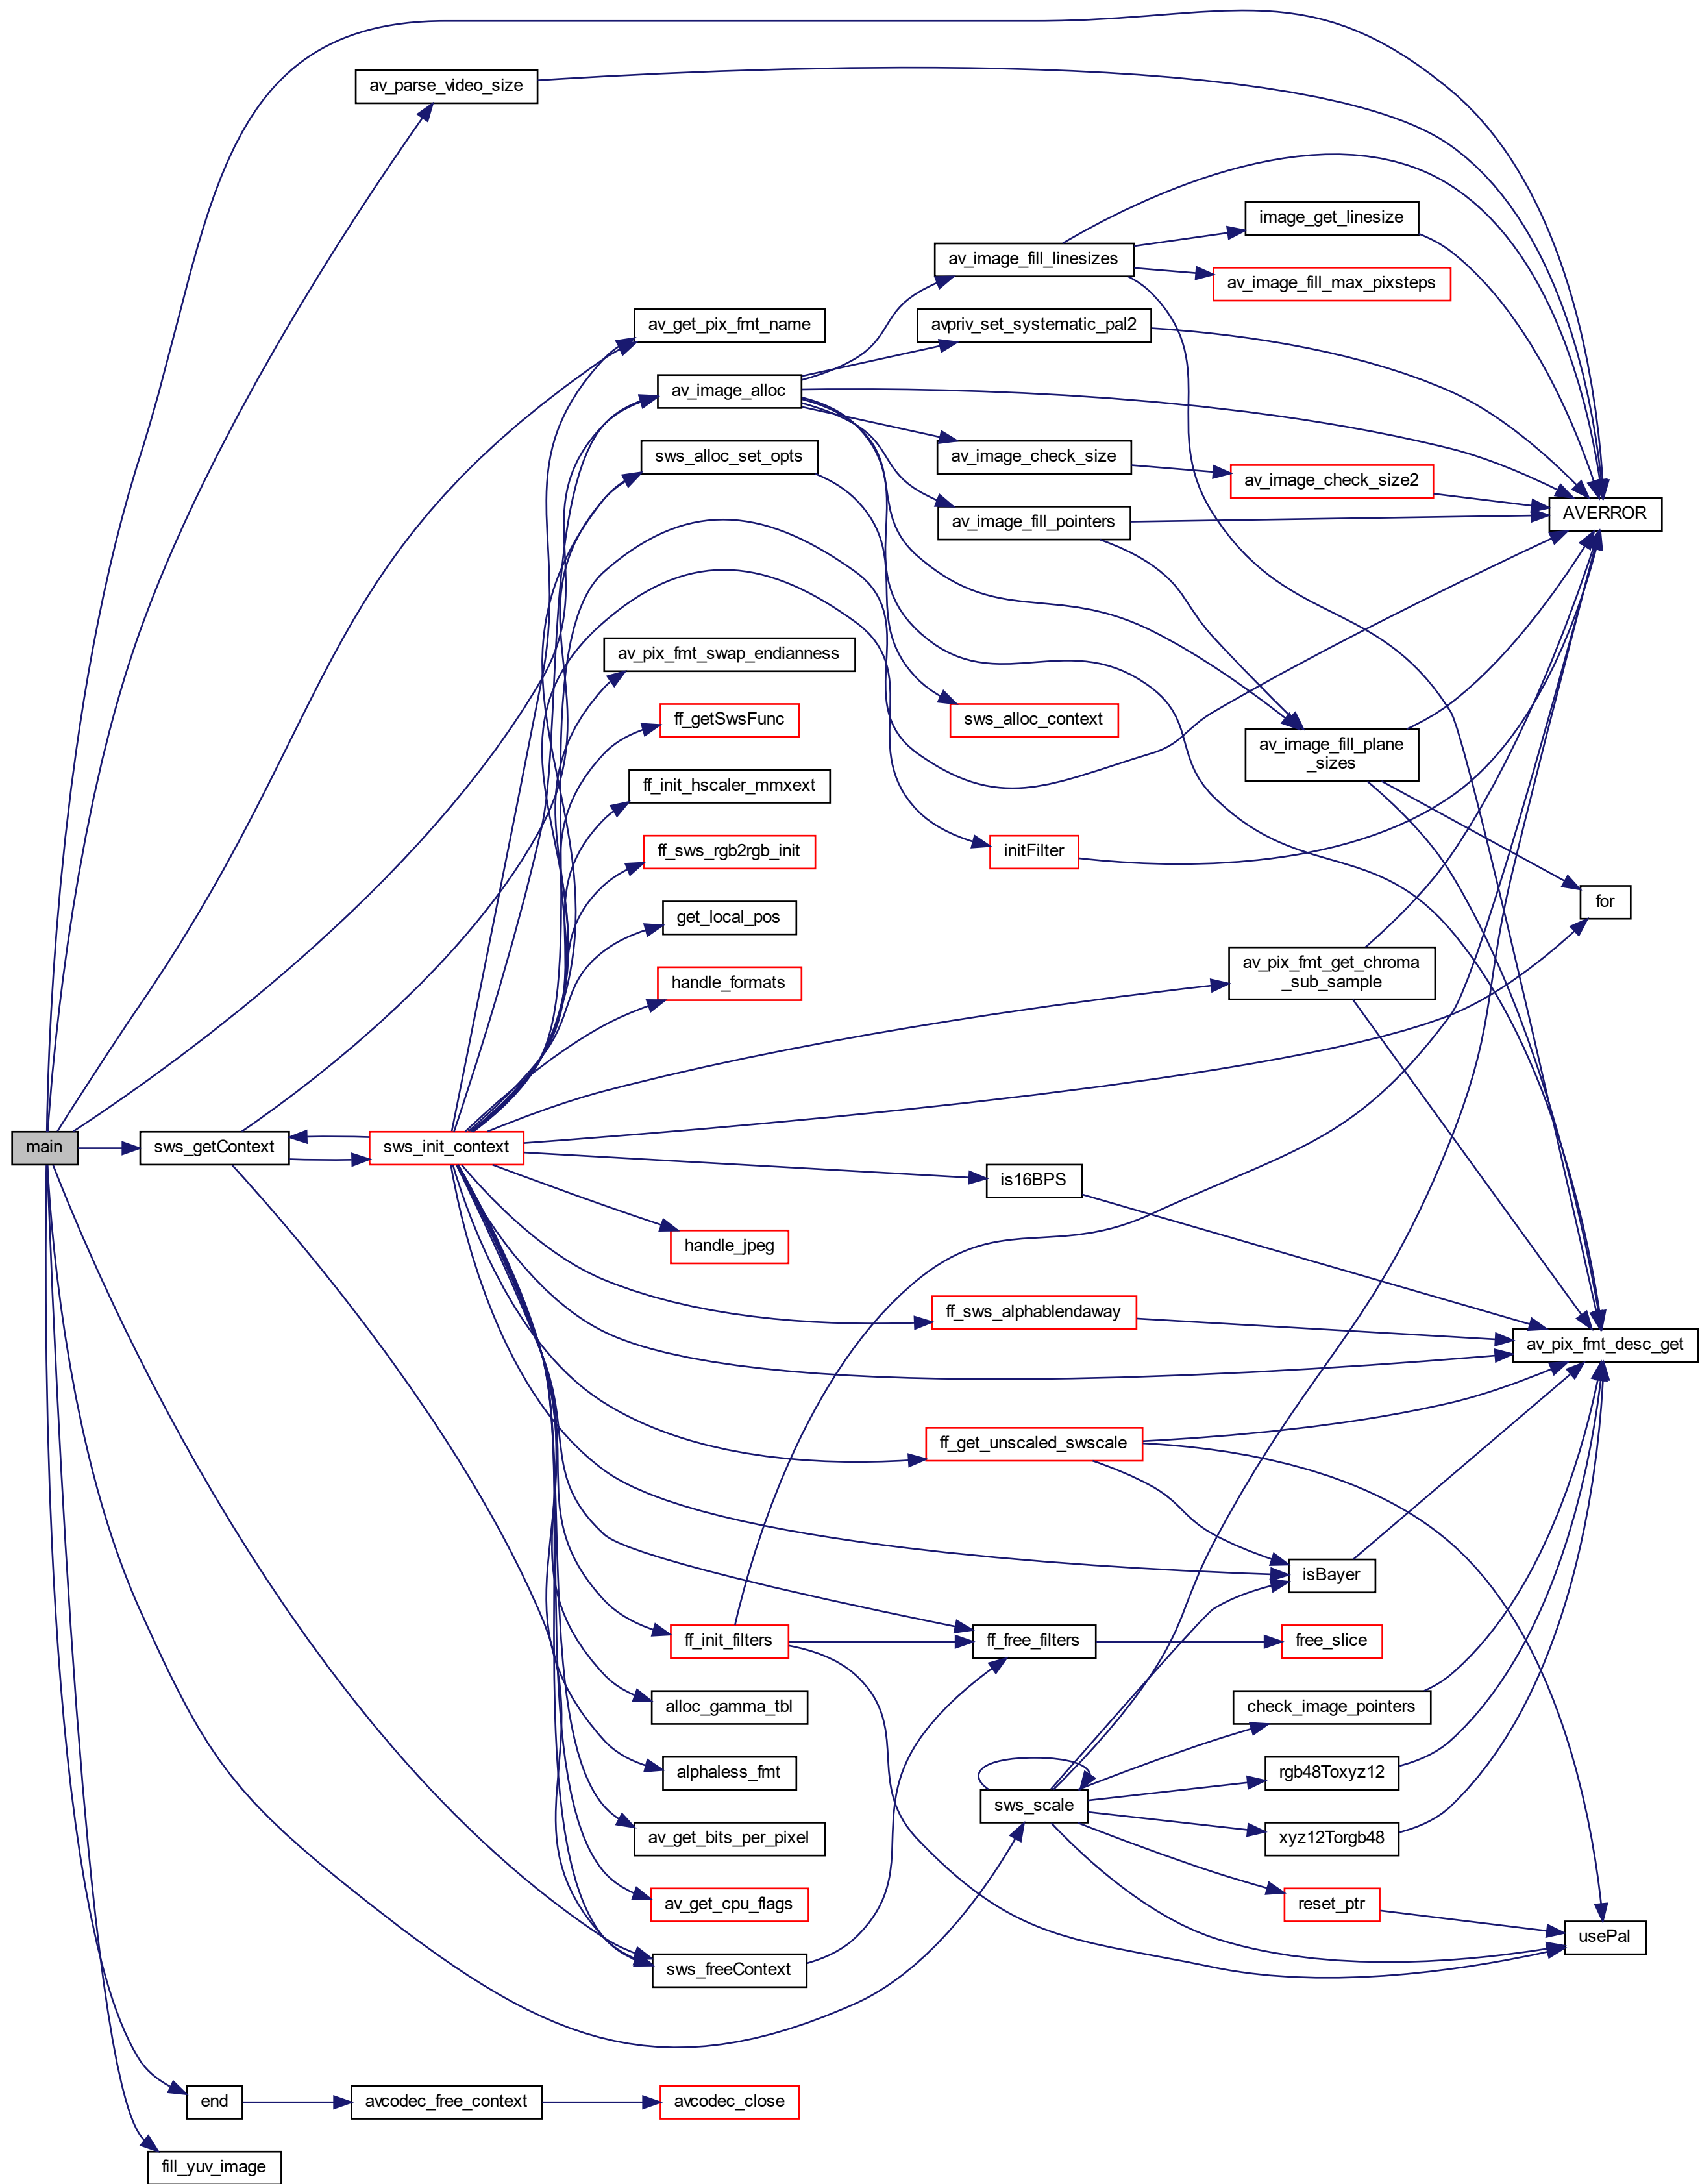 av_parse_video_size
image_get_linesize
av_image_fill_linesizes
av_image_fill_max_pixsteps
av_get_pix_fmt_name
avpriv_set_systematic_pal2
av_image_alloc
sws_alloc_set_opts
av_image_check_size
av_image_check_size2
av_image_fill_pointers
AVERROR
av_pix_fmt_swap_endianness
ff_getSwsFunc
sws_alloc_context
av_image_fill_plane
_sizes
ff_init_hscaler_mmxext
ff_sws_rgb2rgb_init
initFilter
for
get_local_pos
handle_formats
av_pix_fmt_get_chroma
_sub_sample
main
sws_getContext
sws_init_context
is16BPS
handle_jpeg
ff_sws_alphablendaway
av_pix_fmt_desc_get
ff_get_unscaled_swscale
isBayer
ff_init_filters
ff_free_filters
free_slice
alloc_gamma_tbl
check_image_pointers
alphaless_fmt
rgb48Toxyz12
sws_scale
av_get_bits_per_pixel
xyz12Torgb48
av_get_cpu_flags
reset_ptr
usePal
sws_freeContext
end
avcodec_free_context
avcodec_close
fill_yuv_image